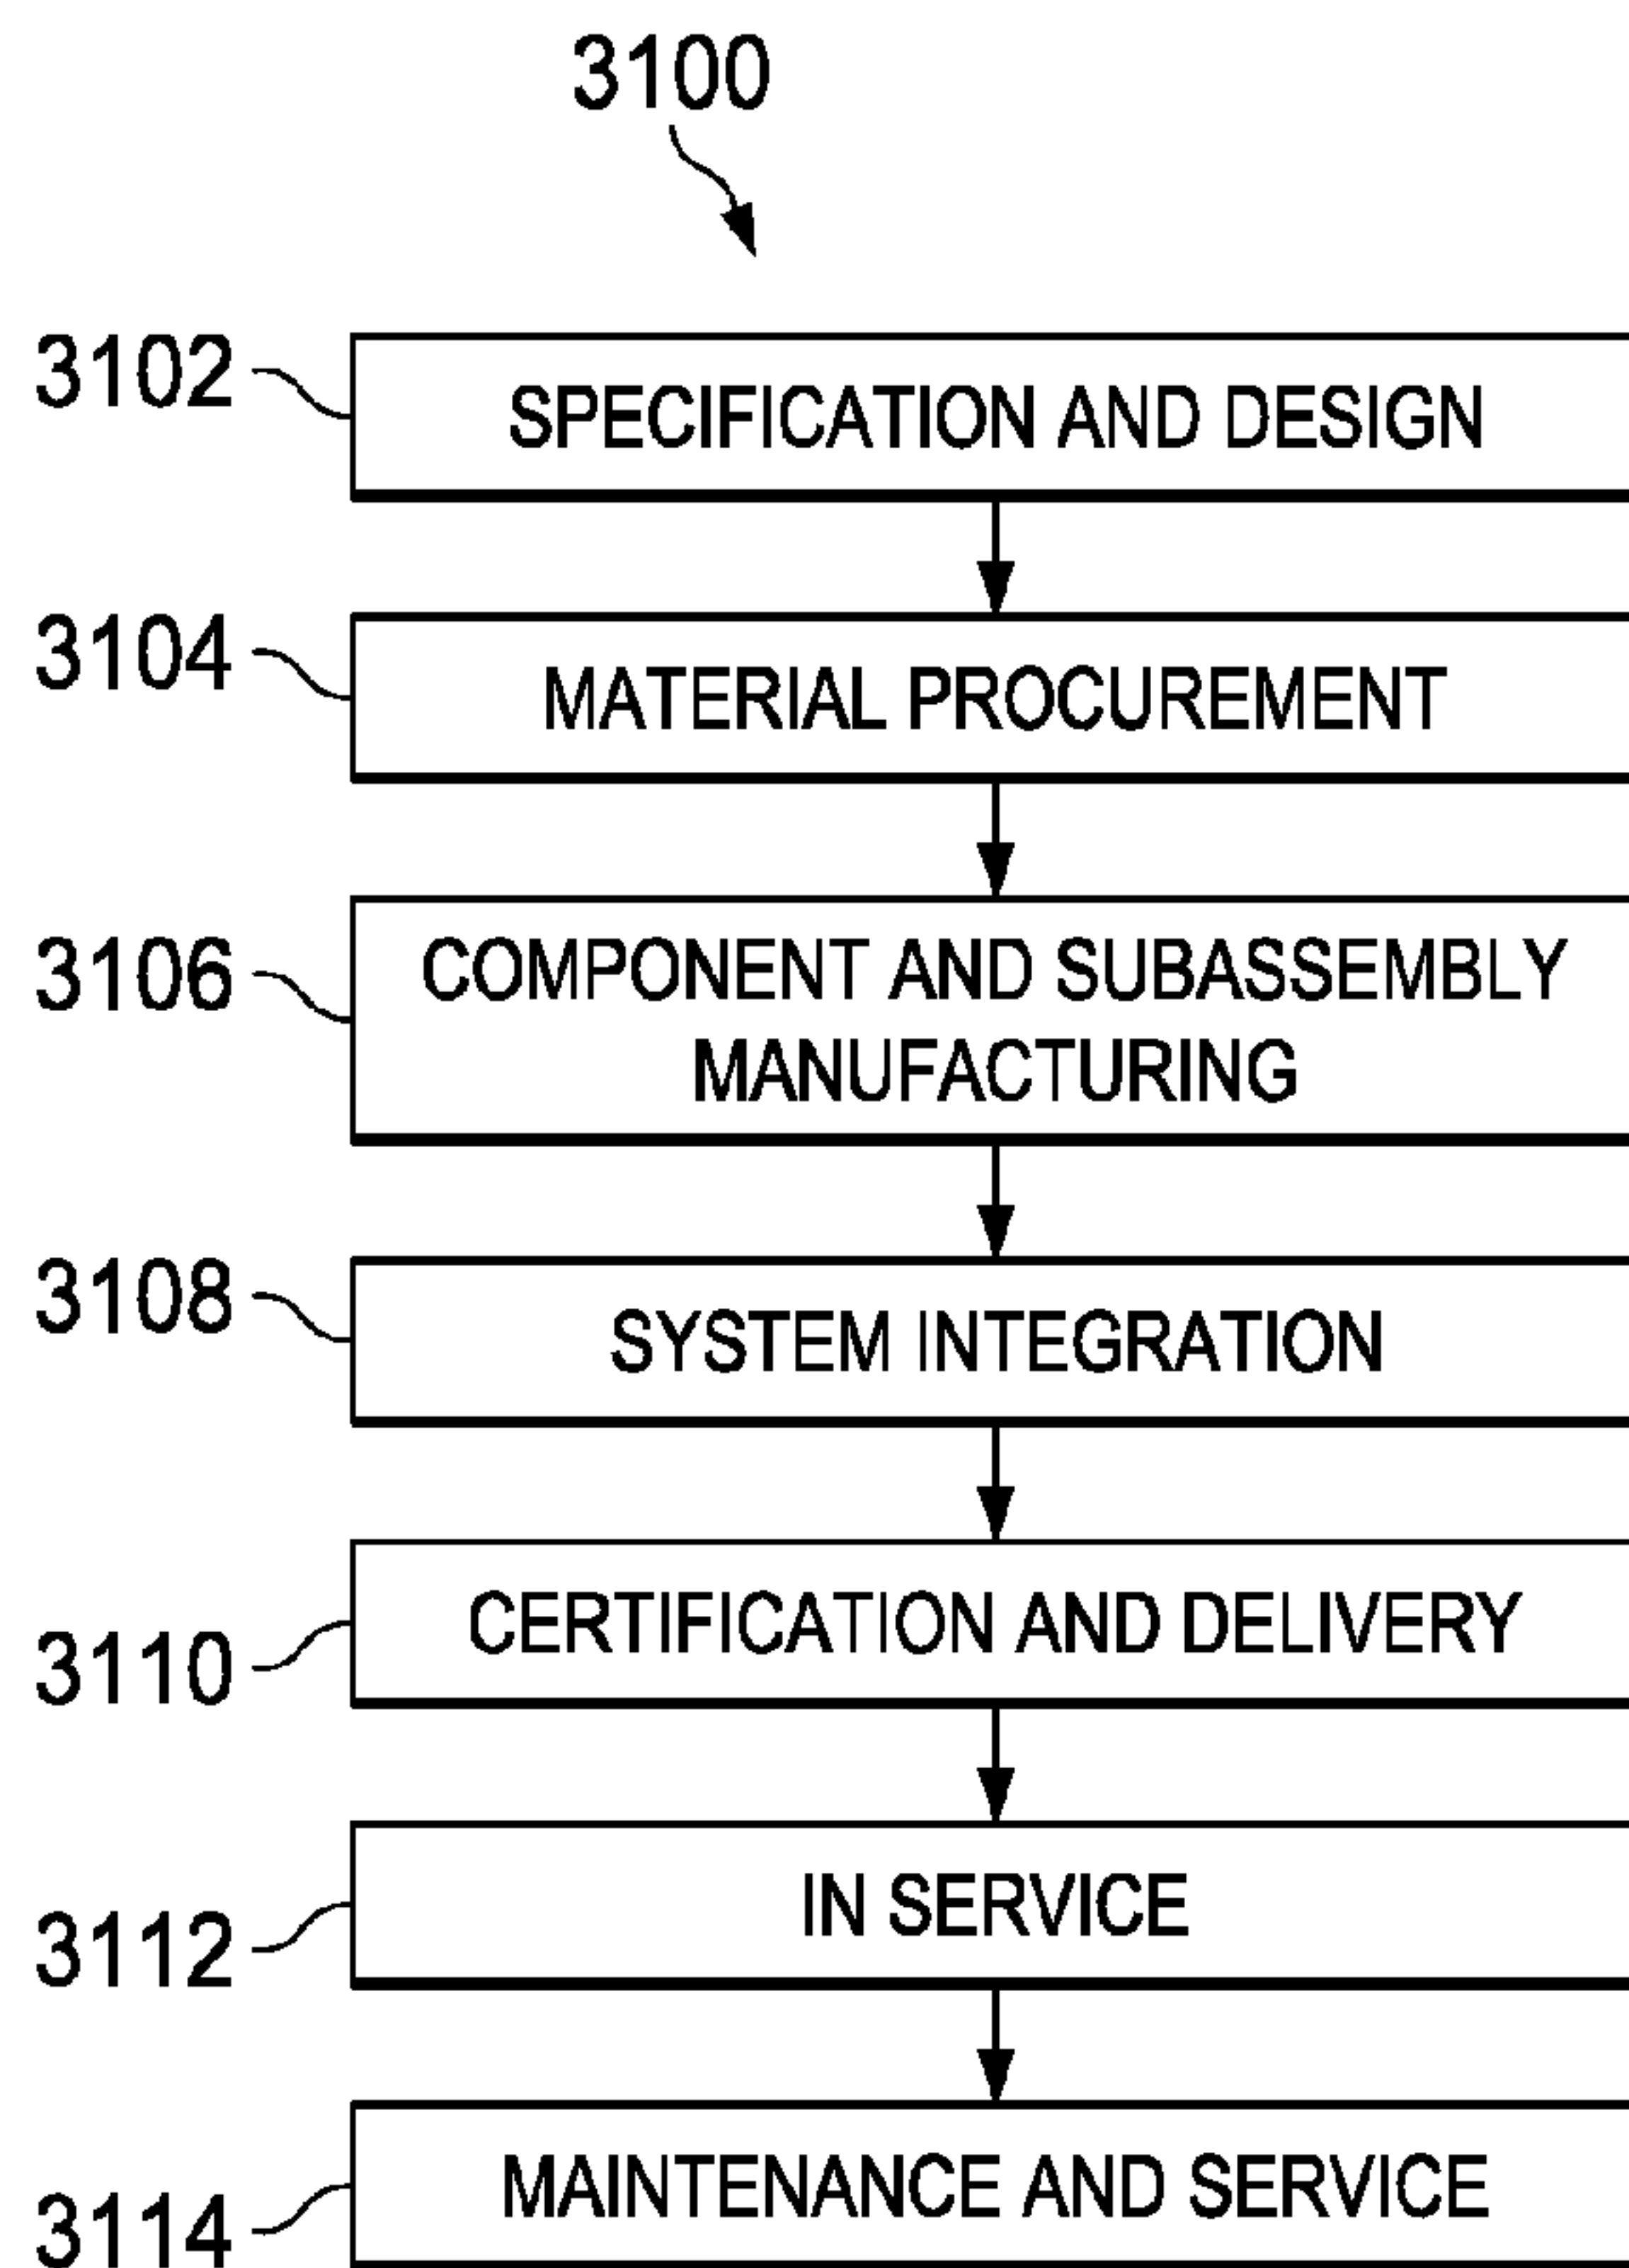 3100
3102
SPECIFICATION AND DESIGN
3104
MATERIAL PROCUREMENT
3106
COMPONENT AND SUBASSEMBLY
MANUFACTURING
3108
SYSTEM INTEGRATION
3110
CERTIFICATION AND DELIVERY
3112
IN SERVICE
3114
MAINTENANCE AND SERVICE